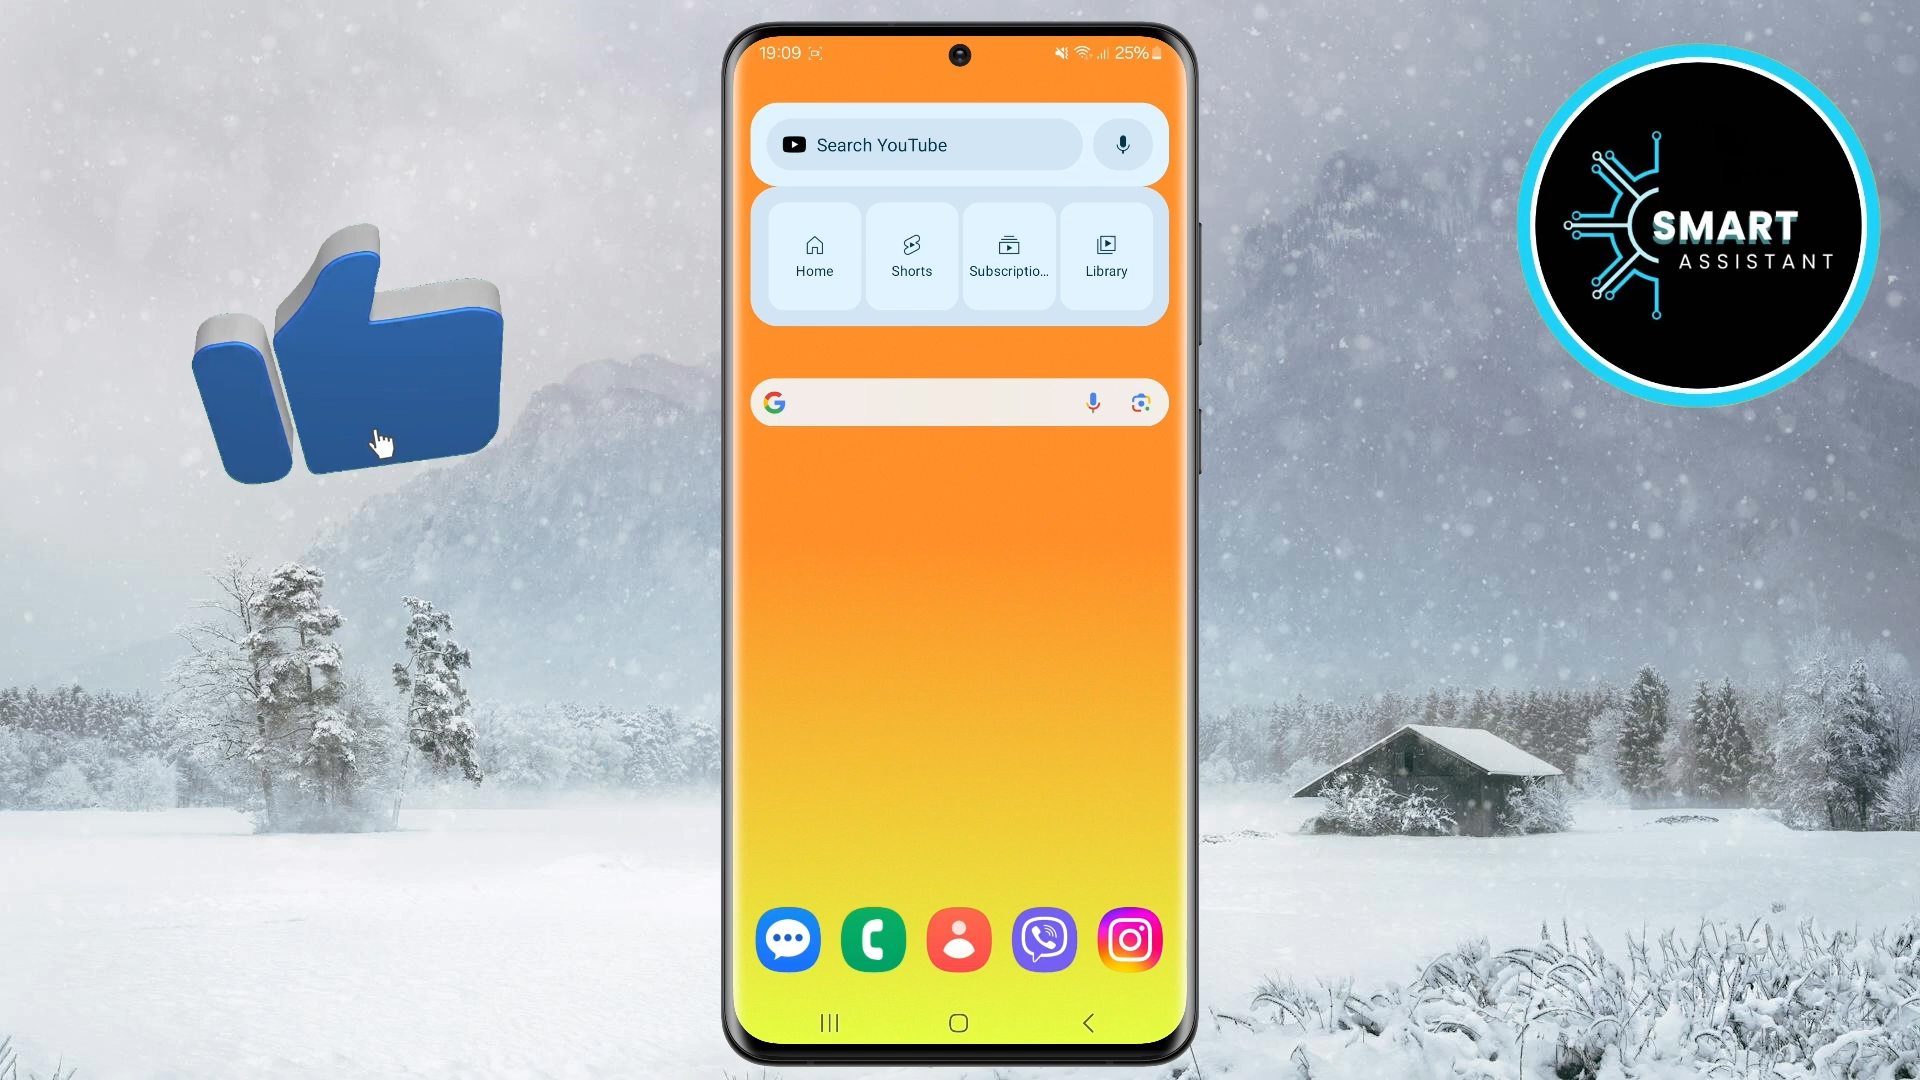 19:09
25%
Search YouTube
Home
Shorts
Subscriptio...
Library
SMART
ASSISTANT